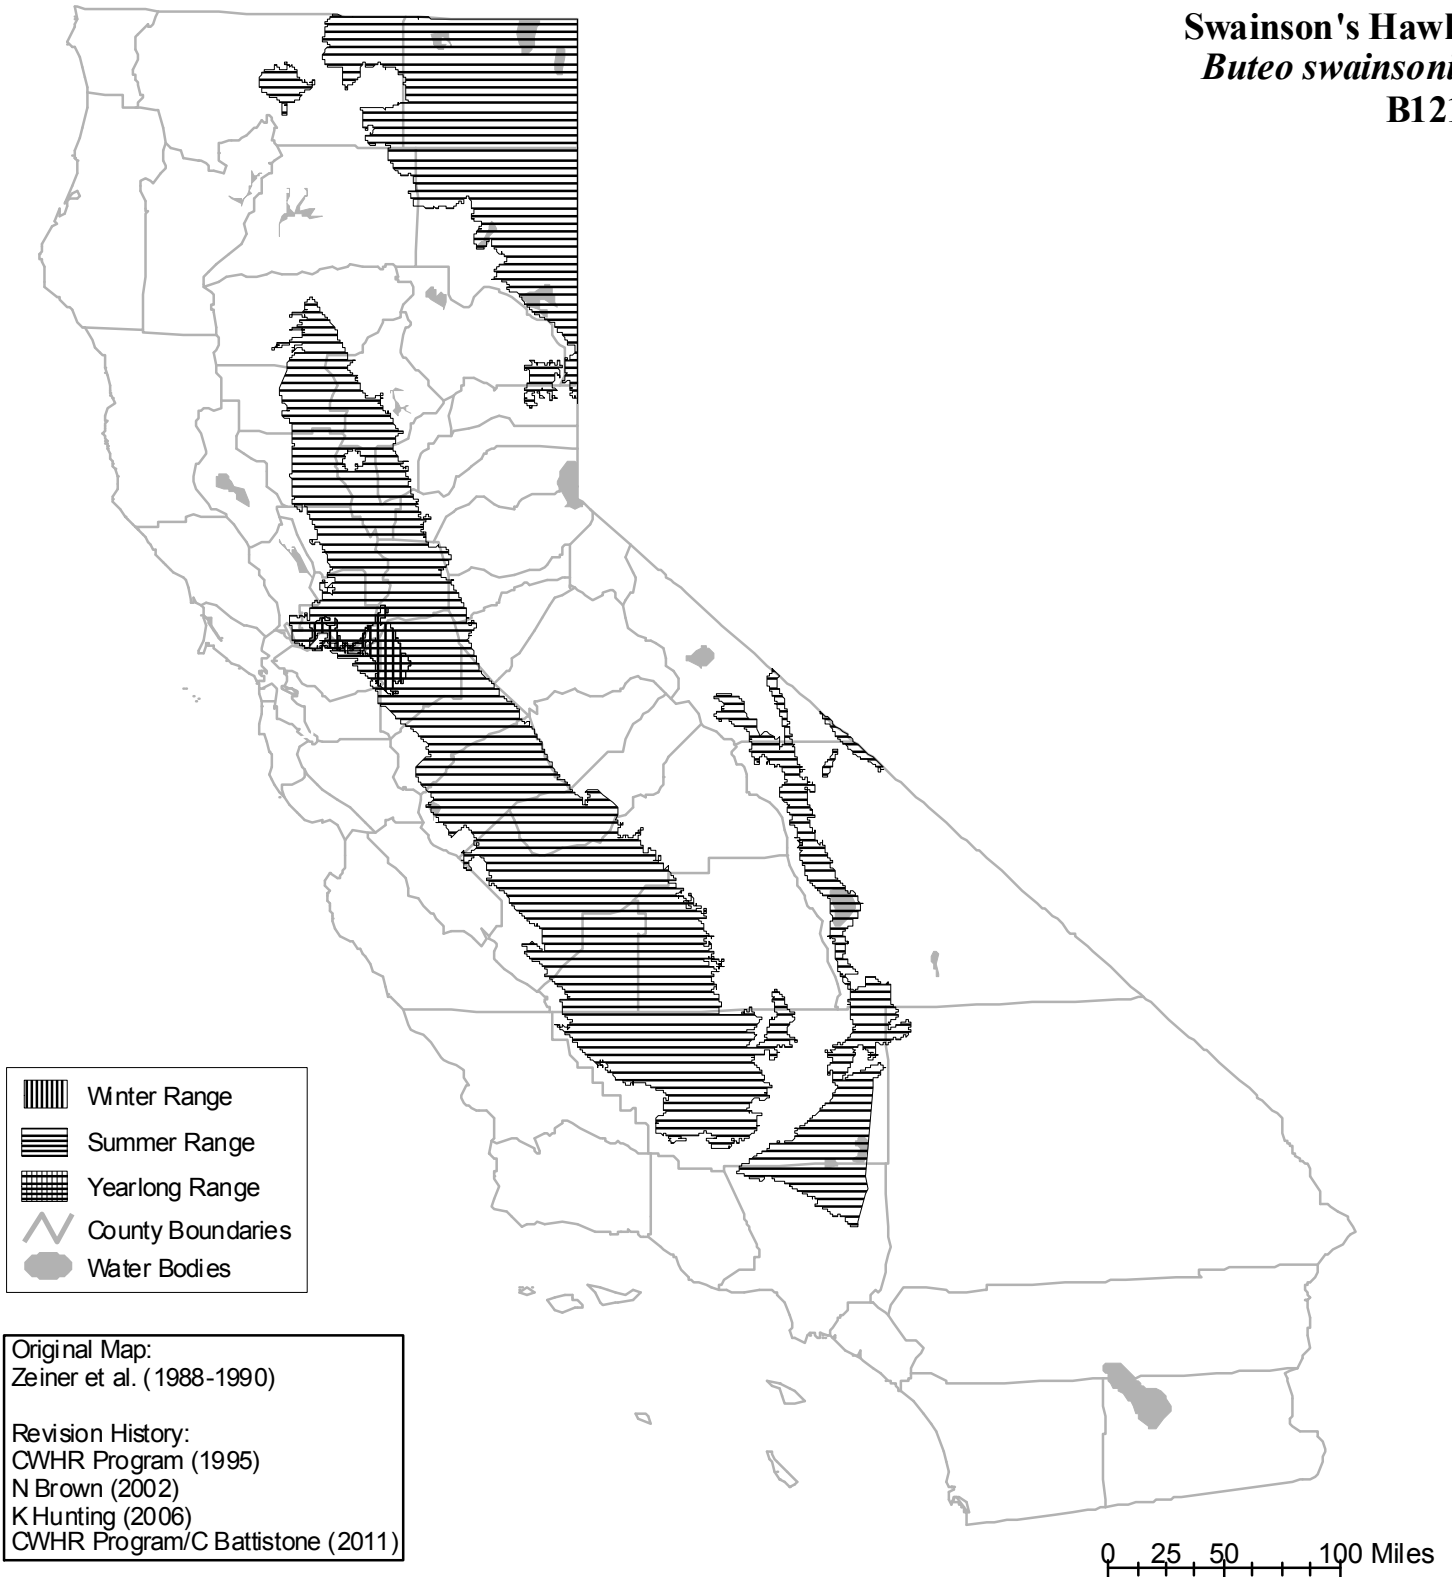 Swainson's Hawk
Buteo swainsoni
B121
Winter Range
Summer Range
Yearlong Range
County Boundaries
Water Bodies
Original Map:
Zeiner et al. (1988-1990)
Revision History:
CWHR Program (1995)
N Brown (2002)
K Hunting (2006)
CWHR Program/C Battistone (2011)
0 25 50 100 Miles